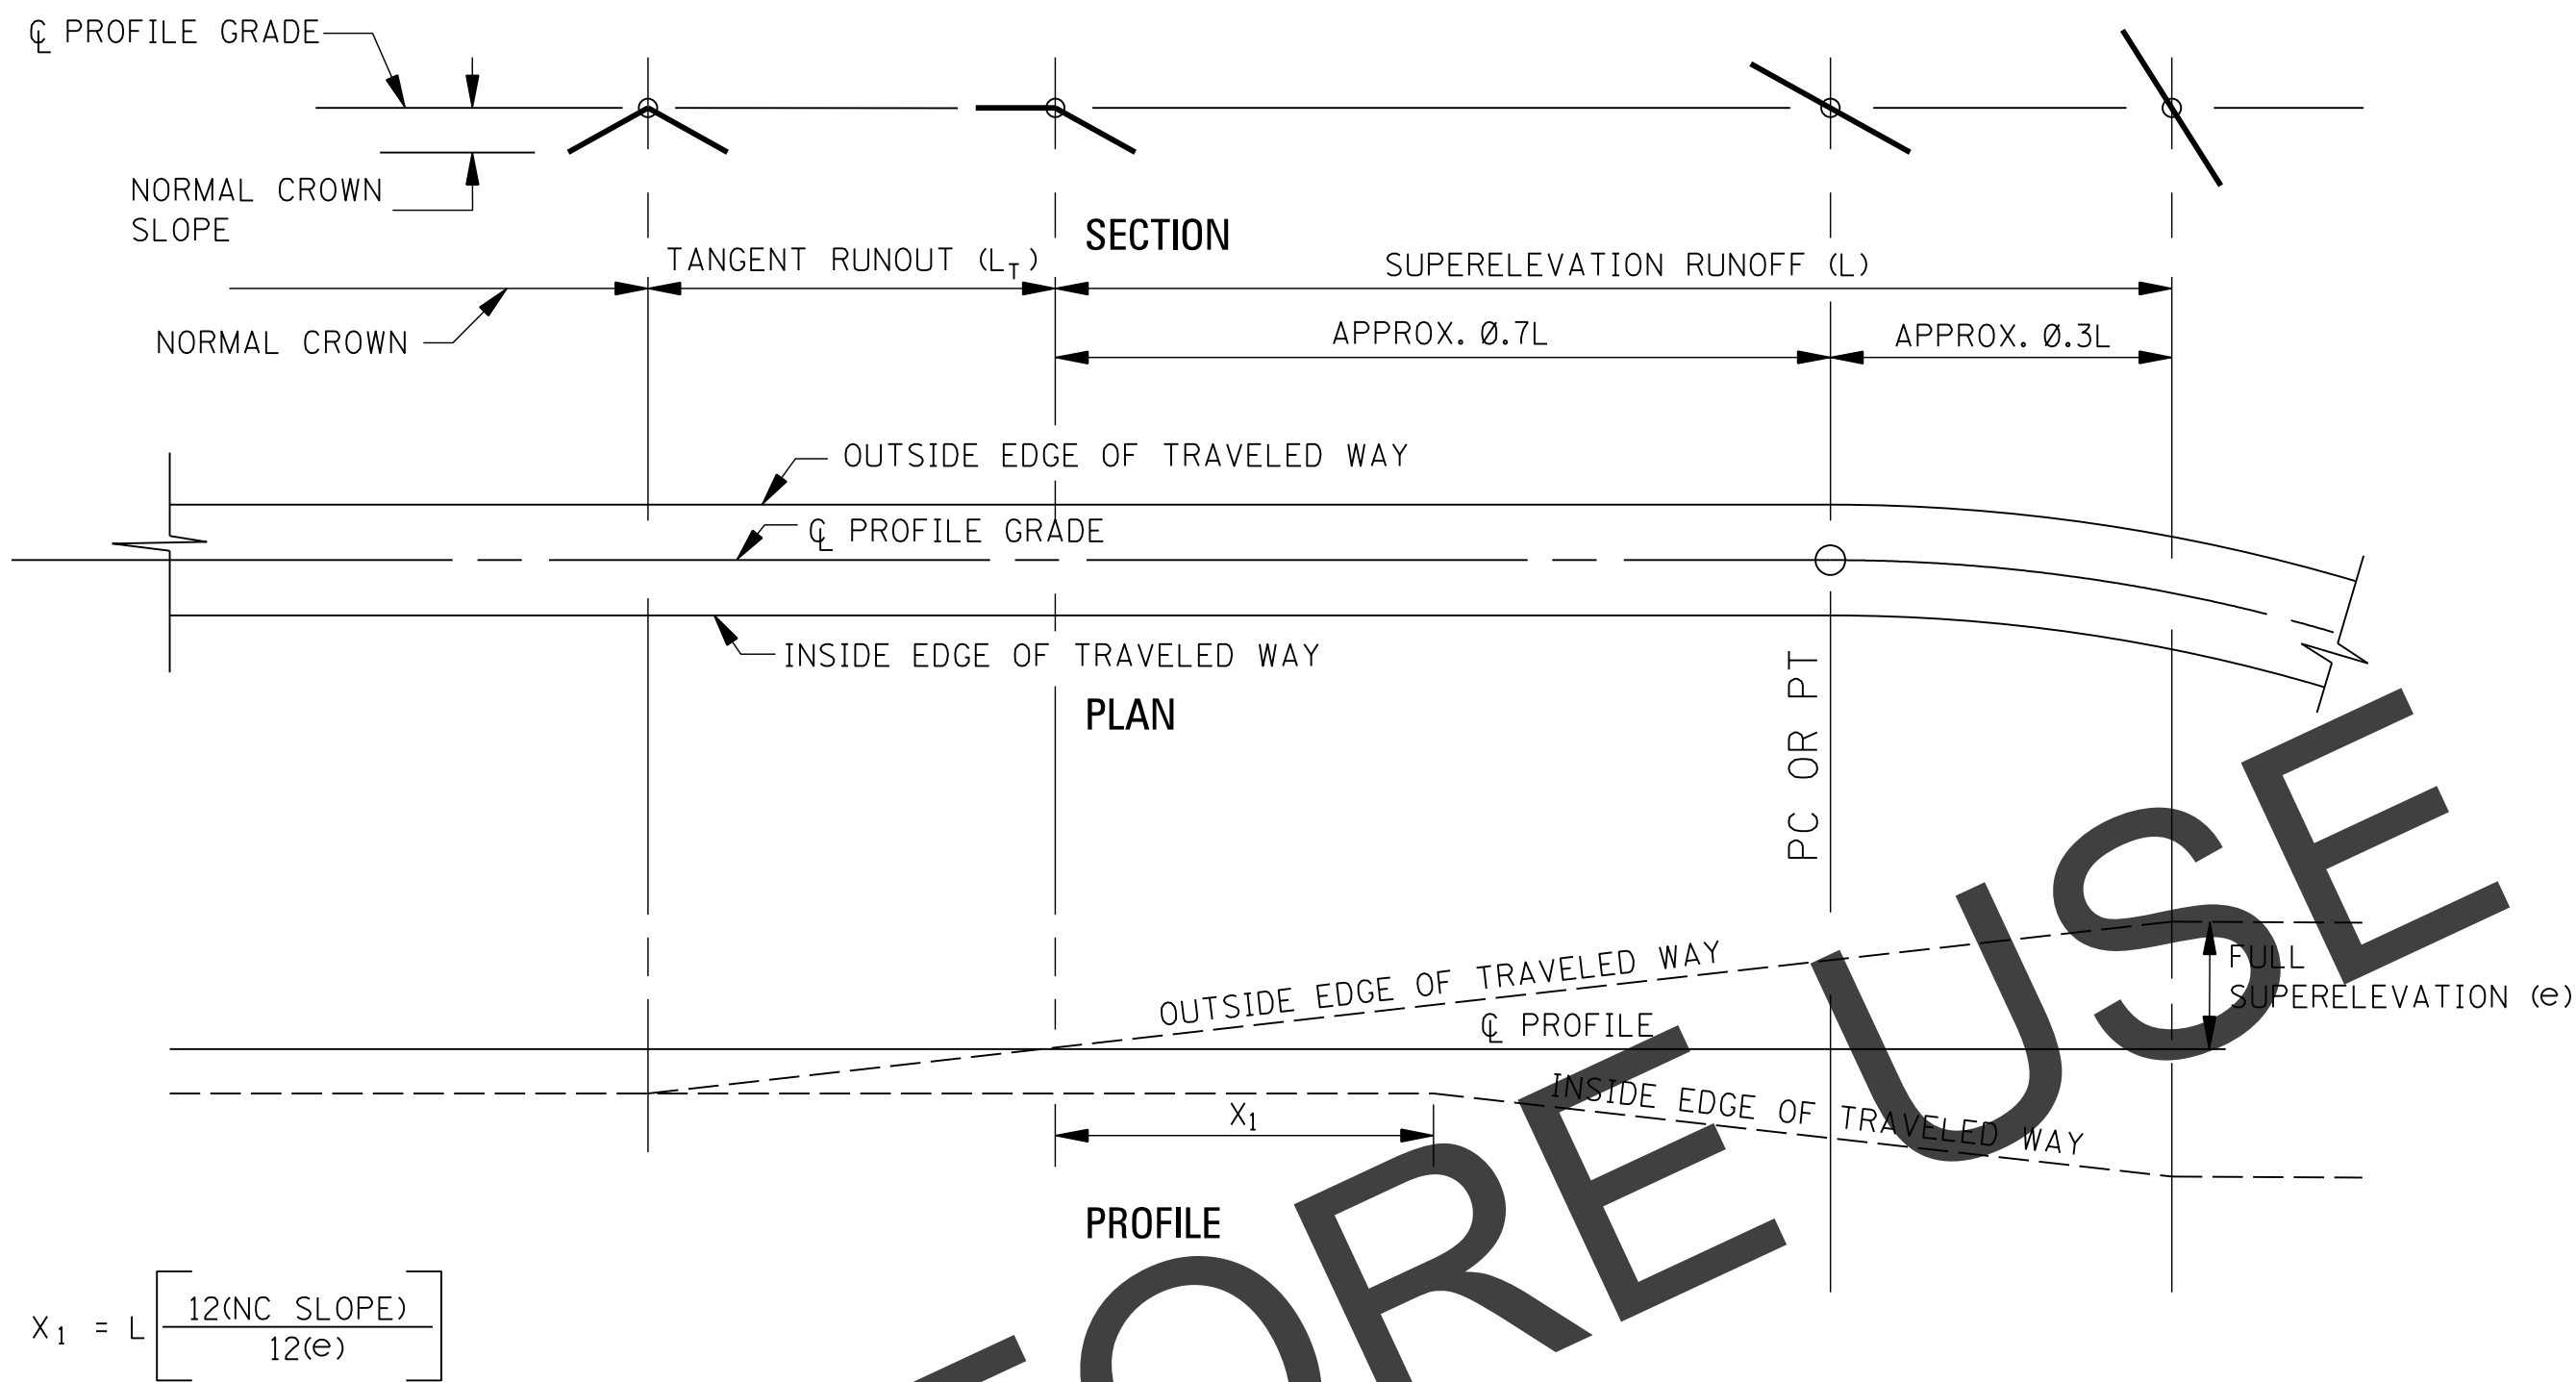 ℄ PROFILE GRADE
NORMAL CROWN
SLOPE
SECTION
TANGENT RUNOUT (L_T)
SUPERELEVATION RUNOFF (L)
NORMAL CROWN
APPROX. Ø.7L
APPROX. Ø.3L
OUTSIDE EDGE OF TRAVELED WAY
℄ PROFILE GRADE
INSIDE EDGE OF TRAVELED WAY
PLAN
PC OR PT
OUTSIDE EDGE OF TRAVELED WAY
FULL
SUPERELEVATION (e)
℄ PROFILE
INSIDE EDGE OF TRAVELED WAY
X₁
PROFILE
X₁ = L [12(NC SLOPE) / 12(e)]
ORE USE